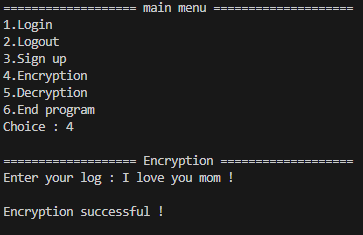 =================== main menu ====================
1.Login
2.Logout
3.Sign up
4.Encryption
5.Decryption
6.End program
Choice : 4
=================== Encryption ===================
Enter your log : I love you mom !
Encryption successful !